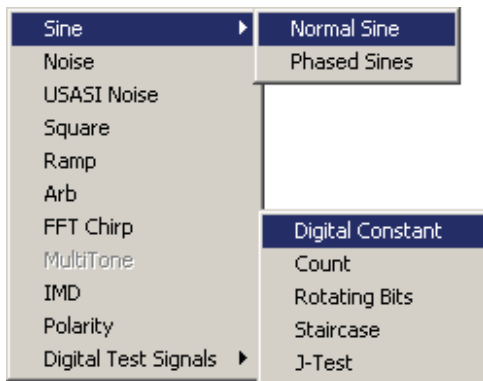 Sine
Noise
USASI Noise
Square
Ramp
Arb
FFT Chirp
MultiTone
IMD
Polarity
Digital Test Signals
Normal Sine
Phased Sines
Digital Constant
Count
Rotating Bits
Staircase
J-Test